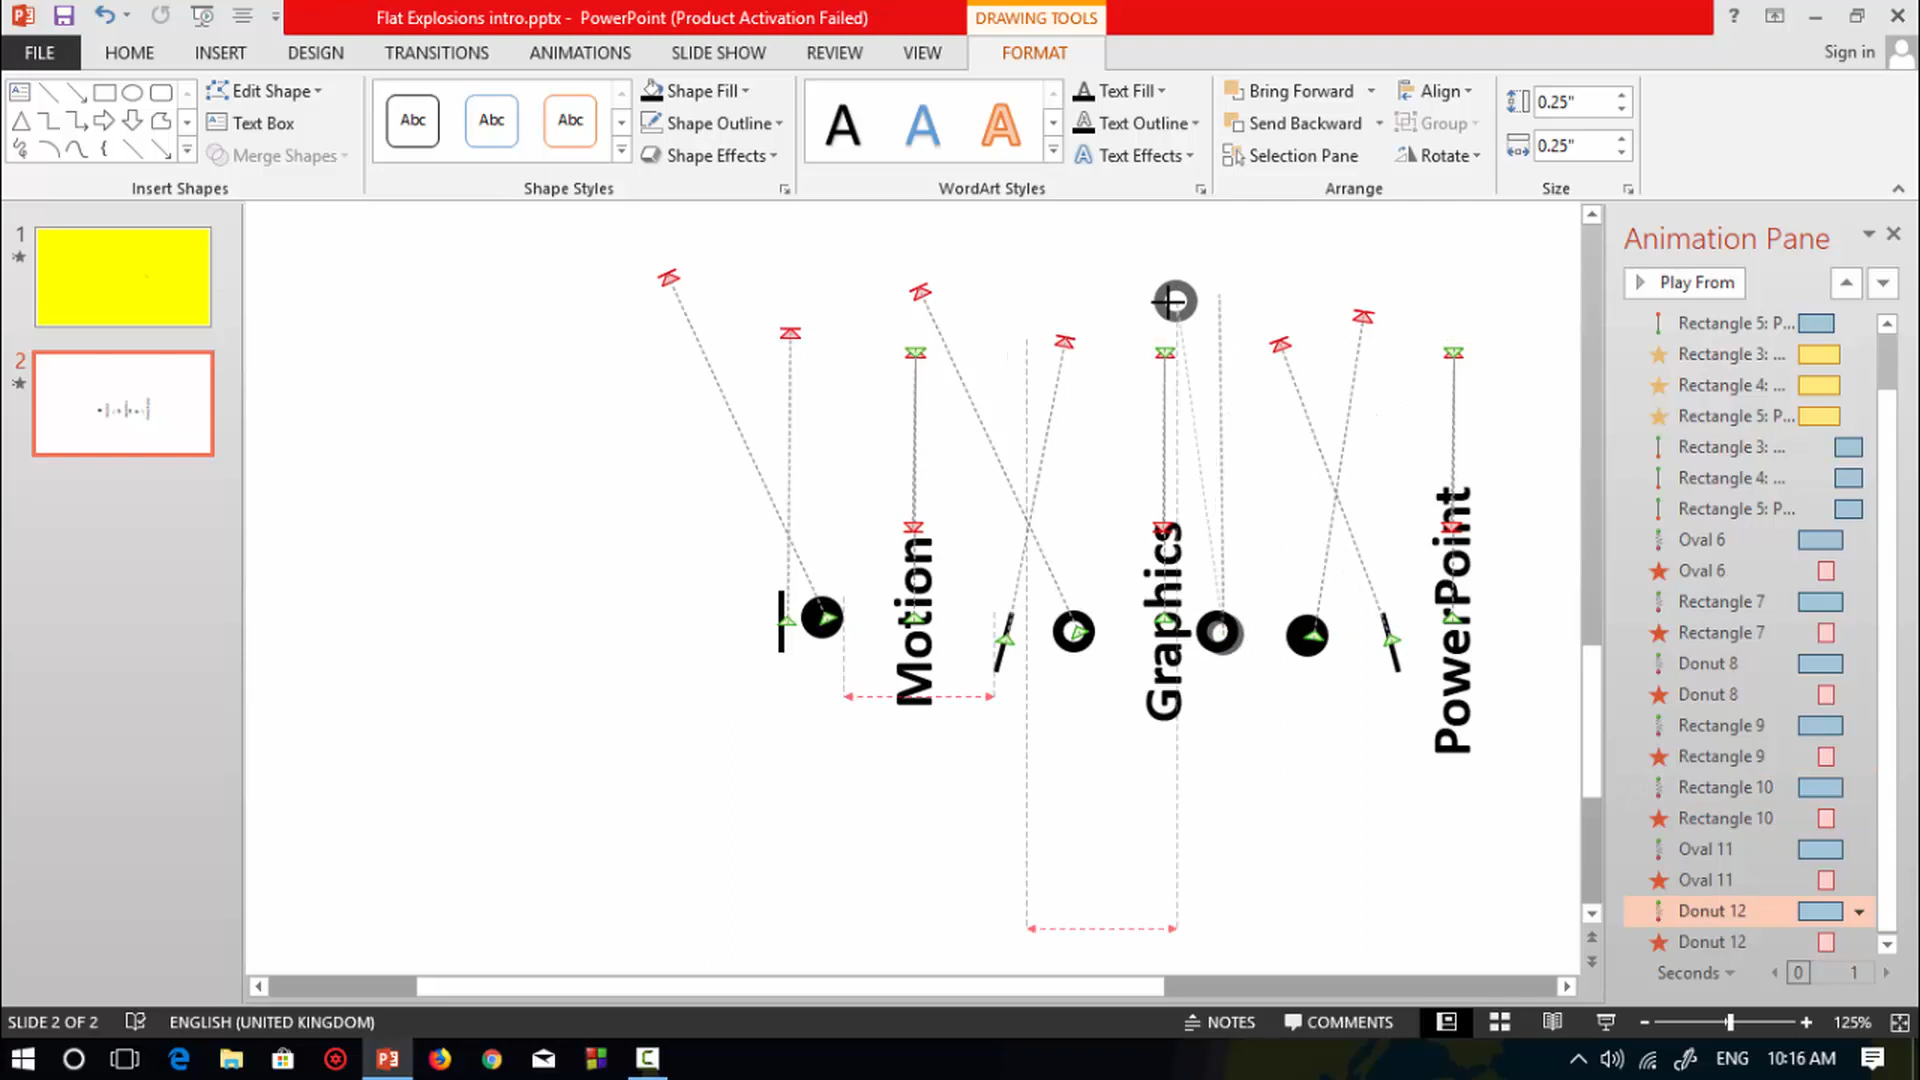 Flat Explosions intro.pptx - PowerPoint (Product Activation Failed)
DRAWING TOOLS
?
FILE
HOME
INSERT
DESIGN
TRANSITIONS
ANIMATIONS
SLIDE SHOW
REVIEW
VIEW
FORMAT
Sign in
Edit Shape
Text Box
Merge Shapes
Insert Shapes
Abc
Abc
Abc
Shape Fill
Shape Outline
Shape Effects
Shape Styles
A
A
A
Text Fill
Text Outline
Text Effects
WordArt Styles
Bring Forward
Send Backward
Selection Pane
Align
Group
Rotate
Arrange
0.25"
0.25"
Size
1
2
Motion
Graphics
PowerPoint
Animation Pane
Play From
Rectangle 5: P...
Rectangle 3: ...
Rectangle 4: ...
Rectangle 5: P...
Rectangle 3: ...
Rectangle 4: ...
Rectangle 5: P...
Oval 6
Oval 6
Rectangle 7
Rectangle 7
Donut 8
Donut 8
Rectangle 9
Rectangle 9
Rectangle 10
Rectangle 10
Oval 11
Oval 11
Donut 12
Donut 12
Seconds
0
1
SLIDE 2 OF 2
ENGLISH (UNITED KINGDOM)
NOTES
COMMENTS
125%
ENG
10:16 AM